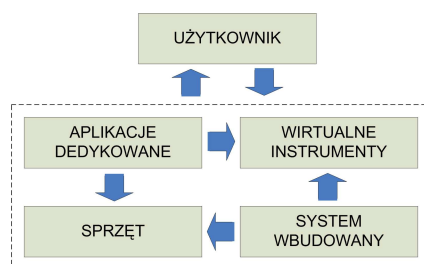 UŻYTKOWNIK
APLIKACJE
DEDYKOWANE
WIRTUALNE
INSTRUMENTY
SPRZĘT
SYSTEM
WBUDOWANY